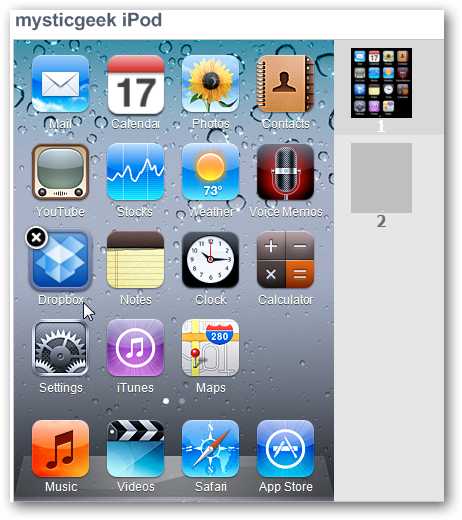 mysticgeek iPod
Mail Calendar Photos Contacts
17
YouTube Stocks Weather Voice Memos
73°
Dropbox Notes Clock Calculator
Settings iTunes Maps
280
Music Videos Safari App Store
1
2